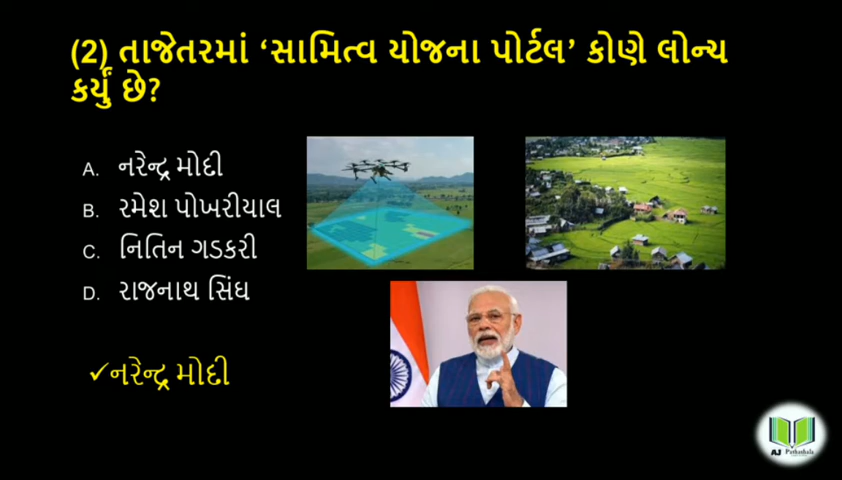 (2) તાજેતરમાં ‘સામિત્વ યોજના પોર્ટલ’ કોણે લોન્ચ
કર્યું છે?
A. નરેન્દ્ર મોદી
B. રમેશ પોખરીયાલ
C. નિતિન ગડકરી
D. રાજનાથ સિંઘ
✓નરેન્દ્ર મોદી
AJ Pathshala